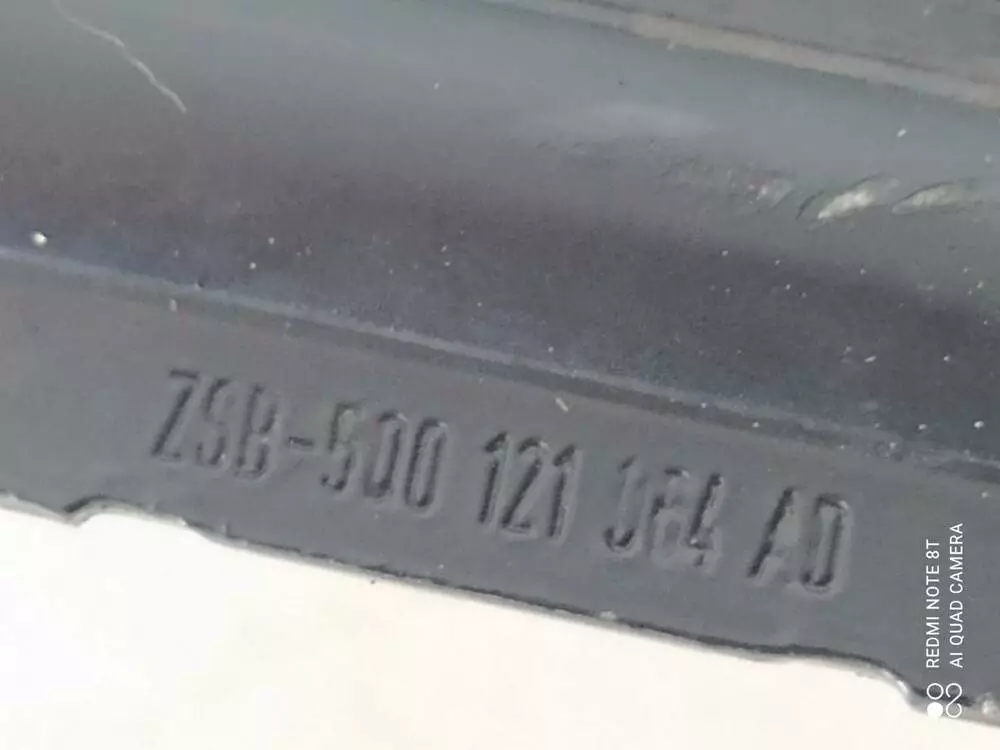 ZSB-500 121 364 AD
REDMI NOTE 8T
AI QUAD CAMERA